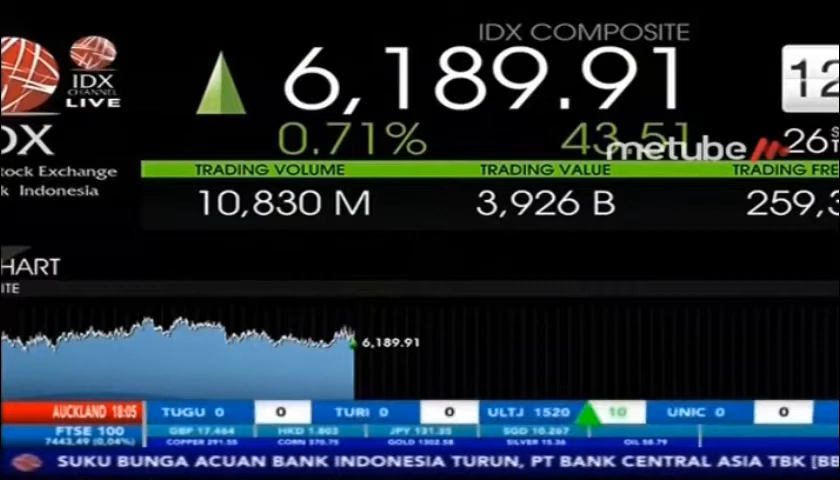 IDX COMPOSITE
IDX
CHANNEL
LIVE
6,189.91
12
0.71% 43.51
metube
26
TRADING VOLUME TRADING VALUE TRADING FRE
10,830 M 3,926 B 259,3
DX
tock Exchange
k Indonesia
HART
ITE
6,189.91
AUCKLAND 18:05 TUGU 0 0 TURI 0 0 ULTJ 1520 10 UNIC 0 0
FTSE 100 GBP 17.464 HKD 1.803 JPY 131.35 SGD 10.267
7443.49 (0,04%) COPPER 291.55 CORN 370.75 GOLD 1302.58 SILVER 15.36 OIL 58.79
SUKU BUNGA ACUAN BANK INDONESIA TURUN, PT BANK CENTRAL ASIA TBK [BB